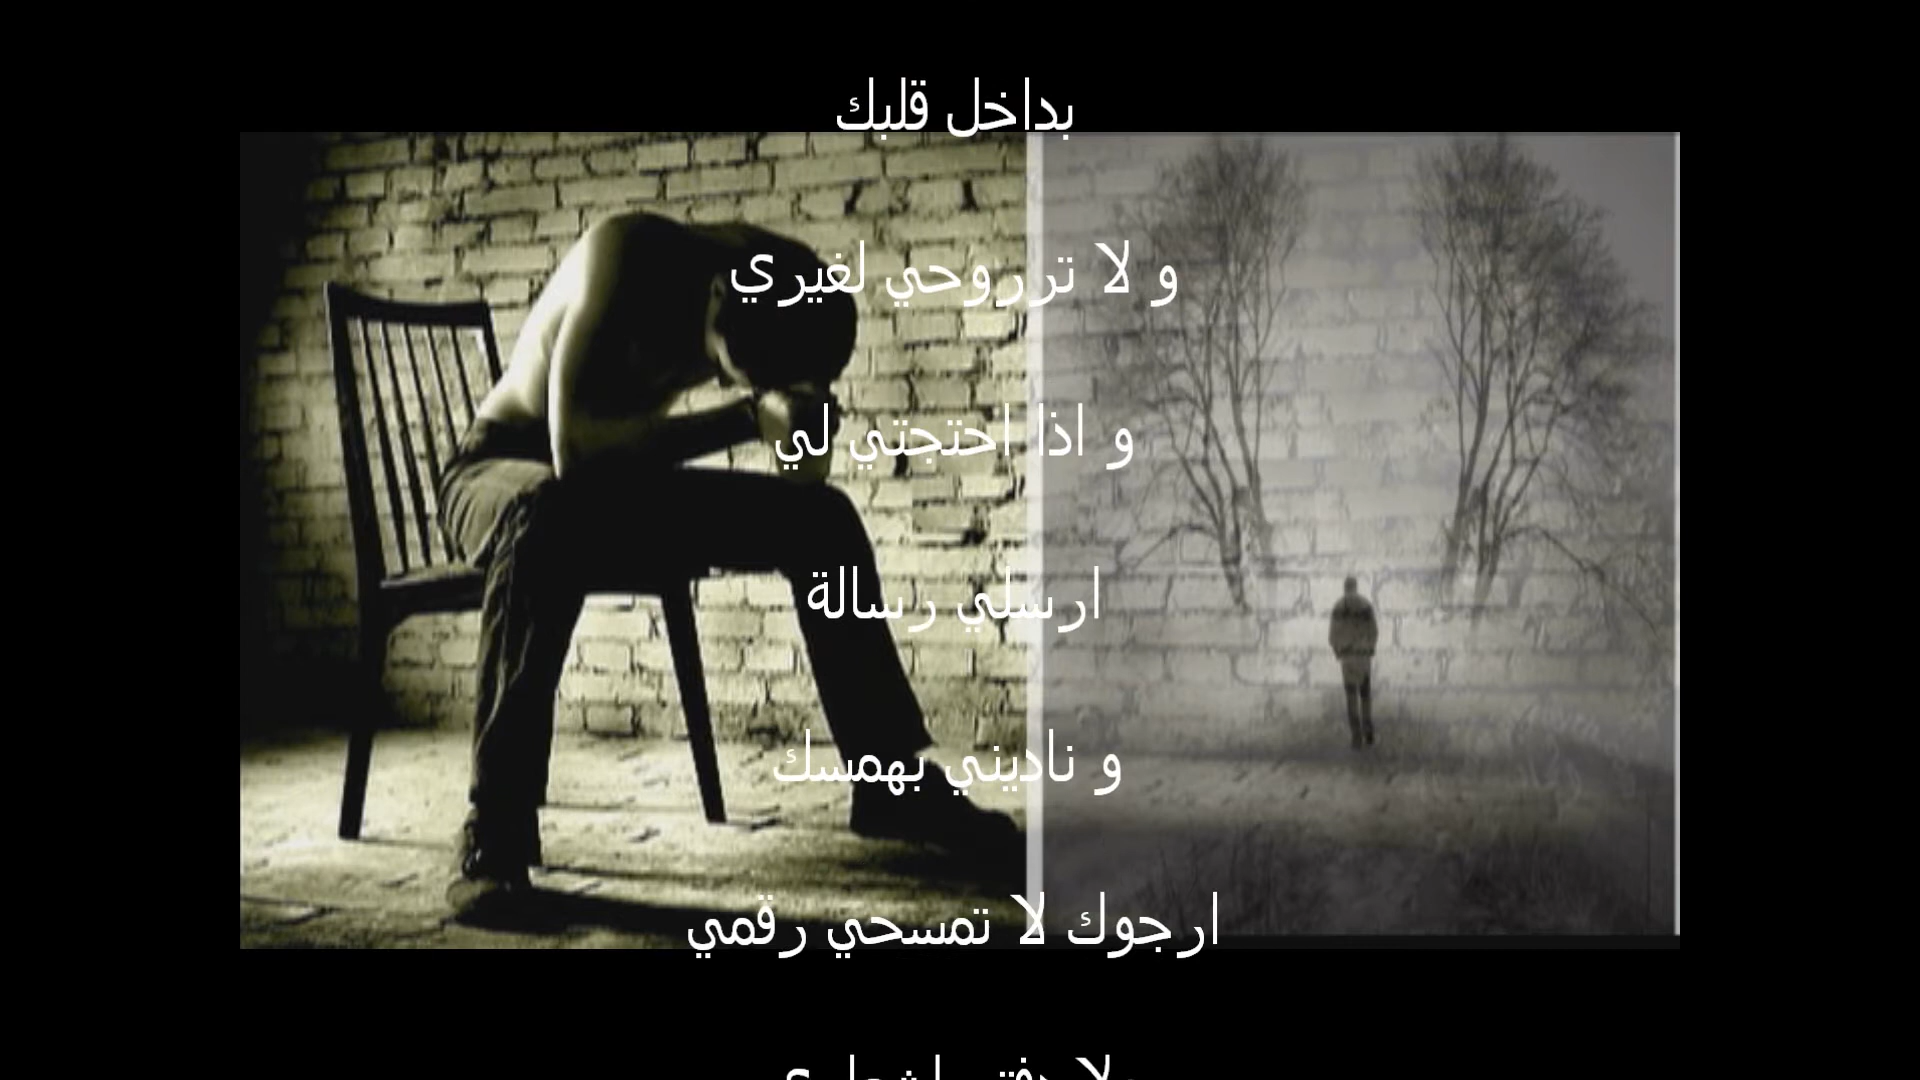 بداخل قلبك
و لا ترروحي لغيري
و اذا احتجتي لي
ارسلي رسالة
و ناديني بهمسك
ارجوك لا تمسحي رقمي